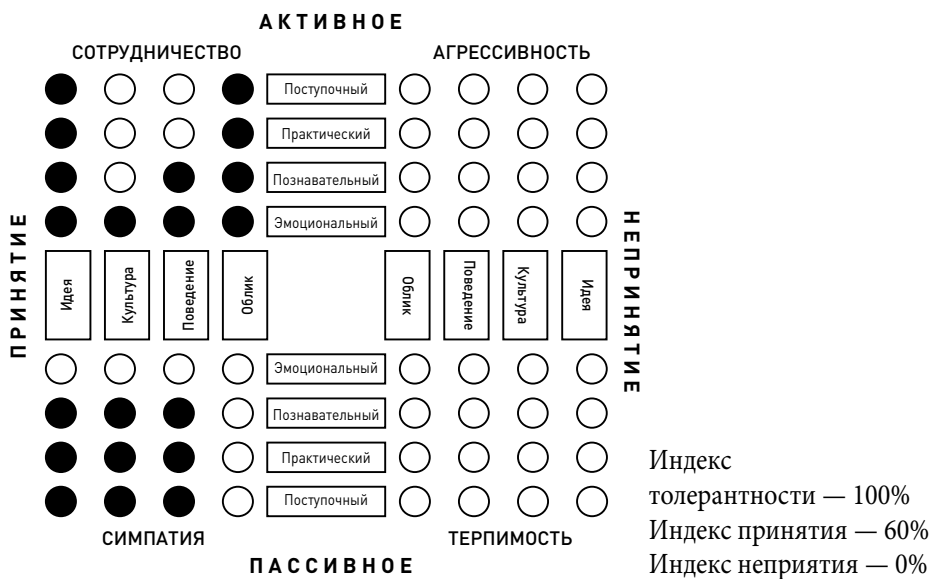 АКТИВНОЕ
СОТРУДНИЧЕСТВО
АГРЕССИВНОСТЬ
Поступочный
Практический
Познавательный
Эмоциональный
ПРИНЯТИЕ
Идея
Культура
Поведение
Облик
Облик
Поведение
Культура
Идея
НЕПРИНЯТИЕ
Эмоциональный
Познавательный
Практический
Поступочный
СИМПАТИЯ
ТЕРПИМОСТЬ
ПАССИВНОЕ
Индекс
толерантности — 100%
Индекс принятия — 60%
Индекс неприятия — 0%